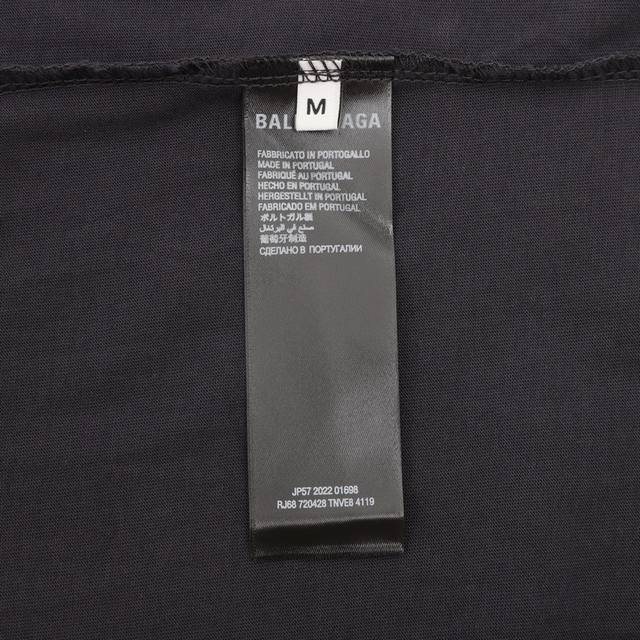 M
BAL AGA
FABBRICATO IN PORTOGALLO
MADE IN PORTUGAL
FABRIQUÉ AU PORTUGAL
HECHO EN PORTUGAL
HERGESTELLT IN PORTUGAL
FABRICADO EM PORTUGAL
ポルトガル製
صنع في البرتغال
葡萄牙制造
СДЕЛАНО В ПОРТУГАЛИИ
JP57 2022 01698
RJ68 720428 TNVE8 4119